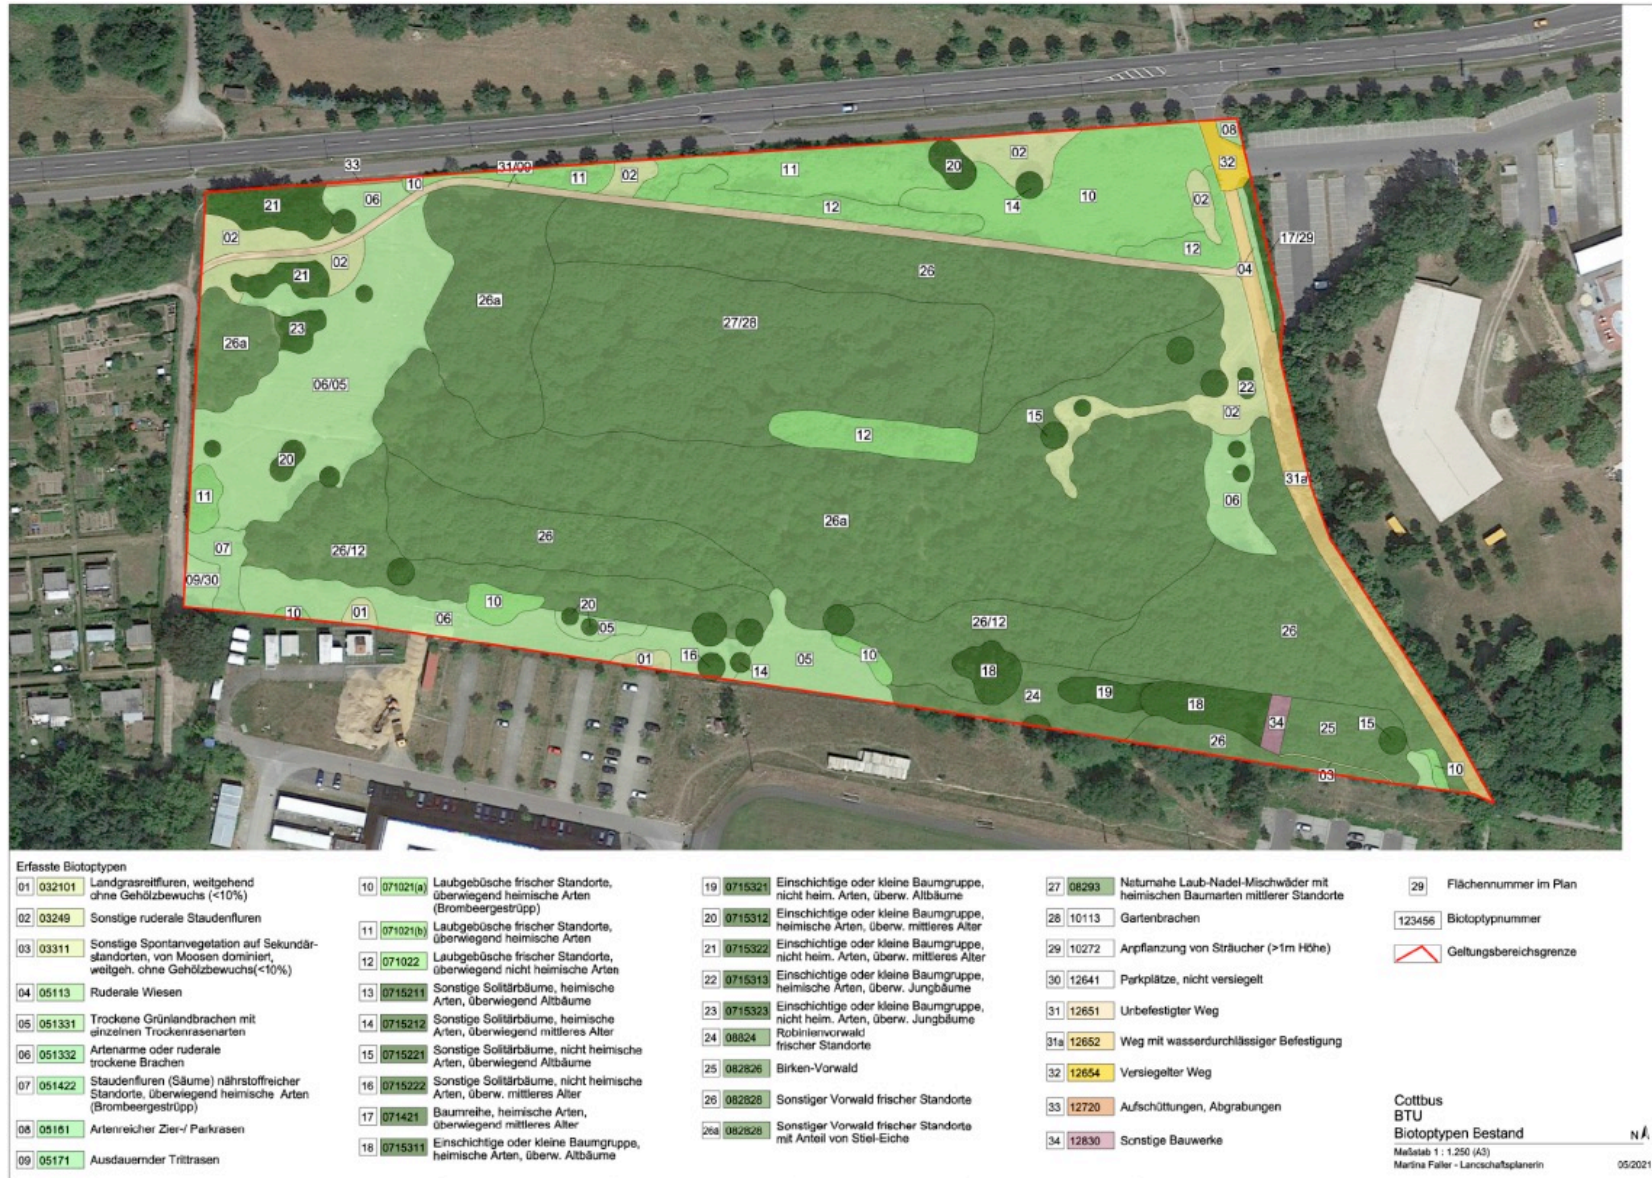 33
31/09
11
02
11
20
02
08
32
21
06
10
02
12
14
10
02
12
17/29
04
02
21
26
26a
27/28
23
26a
06/05
22
15
02
12
20
31a
11
06
26a
26
07
26/12
09/30
10
01
06
10
20
05
26/12
26
01
16
14
05
10
18
24
19
18
34
25
15
26
03
10
Erfasste Biotoptypen
01 032101 Landgrasreitfluren, weitgehend
ohne Gehölzbewuchs (<10%)
02 03249 Sonstige ruderale Staudenfluren
03 03311 Sonstige Spontanvegetation auf Sekundär-
standorten, von Moosen dominiert,
weitgeh. ohne Gehölzbewuchs(<10%)
04 05113 Ruderale Wiesen
05 051331 Trockene Grünlandbrachen mit
einzelnen Trockenrasenarten
06 051332 Artenarme oder ruderale
trockene Brachen
07 051422 Staudenfluren (Säume) nährstoffreicher
Standorte, überwiegend heimische Arten
(Brombeergestrüpp)
08 05161 Artenreicher Zier-/ Parkrasen
09 05171 Ausdauernder Trittrasen
10 071021(a) Laubgebüsche frischer Standorte,
überwiegend heimische Arten
(Brombeergestrüpp)
11 071021(b) Laubgebüsche frischer Standorte,
überwiegend heimische Arten
12 071022 Laubgebüsche frischer Standorte,
überwiegend nicht heimische Arten
13 0715211 Sonstige Solitärbäume, heimische
Arten, überwiegend Altbäume
14 0715212 Sonstige Solitärbäume, heimische
Arten, überwiegend mittleres Alter
15 0715221 Sonstige Solitärbäume, nicht heimische
Arten, überwiegend Altbäume
16 0715222 Sonstige Solitärbäume, nicht heimische
Arten, überw. mittleres Alter
17 071421 Baumreihe, heimische Arten,
überwiegend mittleres Alter
18 0715311 Einschichtige oder kleine Baumgruppe,
heimische Arten, überw. Altbäume
19 0715321 Einschichtige oder kleine Baumgruppe,
nicht heim. Arten, überw. Altbäume
20 0715312 Einschichtige oder kleine Baumgruppe,
heimische Arten, überw. mittleres Alter
21 0715322 Einschichtige oder kleine Baumgruppe,
nicht heim. Arten, überw. mittleres Alter
22 0715313 Einschichtige oder kleine Baumgruppe,
heimische Arten, überw. Jungbäume
23 0715323 Einschichtige oder kleine Baumgruppe,
nicht heim. Arten, überw. Jungbäume
24 08824 Robinienvorwald
frischer Standorte
25 082826 Birken-Vorwald
26 082828 Sonstiger Vorwald frischer Standorte
26a 082828 Sonstiger Vorwald frischer Standorte
mit Anteil von Stiel-Eiche
27 08293 Naturnahe Laub-Nadel-Mischwäder mit
heimischen Baumarten mittlerer Standorte
28 10113 Gartenbrachen
29 10272 Anpflanzung von Sträucher (>1m Höhe)
30 12641 Parkplätze, nicht versiegelt
31 12651 Unbefestigter Weg
31a 12652 Weg mit wasserdurchlässiger Befestigung
32 12654 Versiegelter Weg
33 12720 Aufschüttungen, Abgrabungen
34 12830 Sonstige Bauwerke
29 Flächennummer im Plan
123456 Biotoptypnummer
Geltungsbereichsgrenze
Cottbus
BTU
Biotoptypen Bestand N
Maßstab 1 : 1.250 (A3)
Martina Faller - Landschaftsplanerin 05/2021